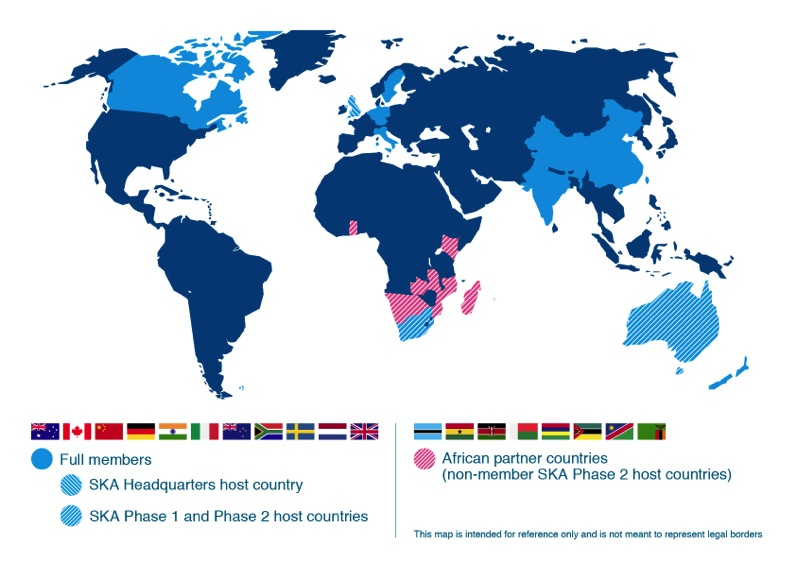 Full members
SKA Headquarters host country
SKA Phase 1 and Phase 2 host countries
African partner countries
(non-member SKA Phase 2 host countries)
This map is intended for reference only and is not meant to represent legal borders